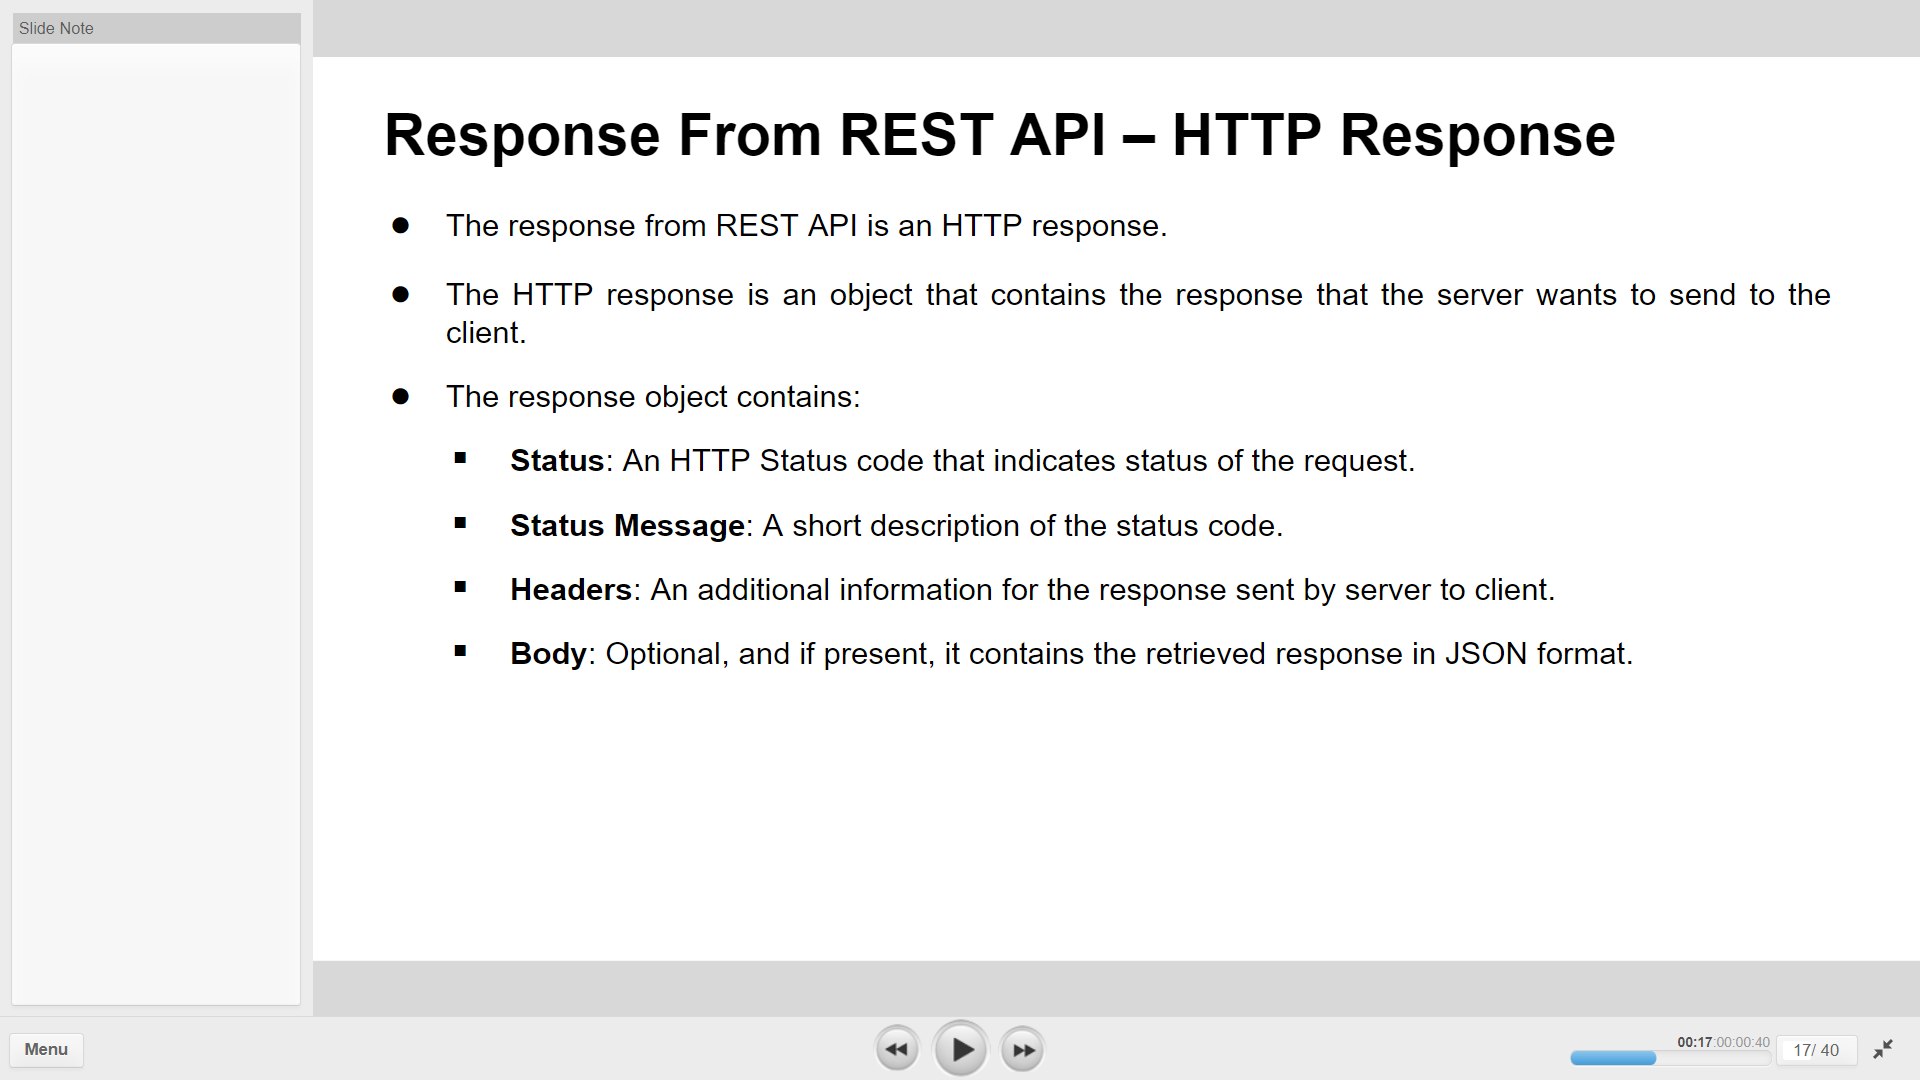 Slide Note
Response From REST API – HTTP Response
● The response from REST API is an HTTP response.
● The HTTP response is an object that contains the response that the server wants to send to the
client.
● The response object contains:
▪ Status: An HTTP Status code that indicates status of the request.
▪ Status Message: A short description of the status code.
▪ Headers: An additional information for the response sent by server to client.
▪ Body: Optional, and if present, it contains the retrieved response in JSON format.
Menu
00:17:00:00:40
17/ 40